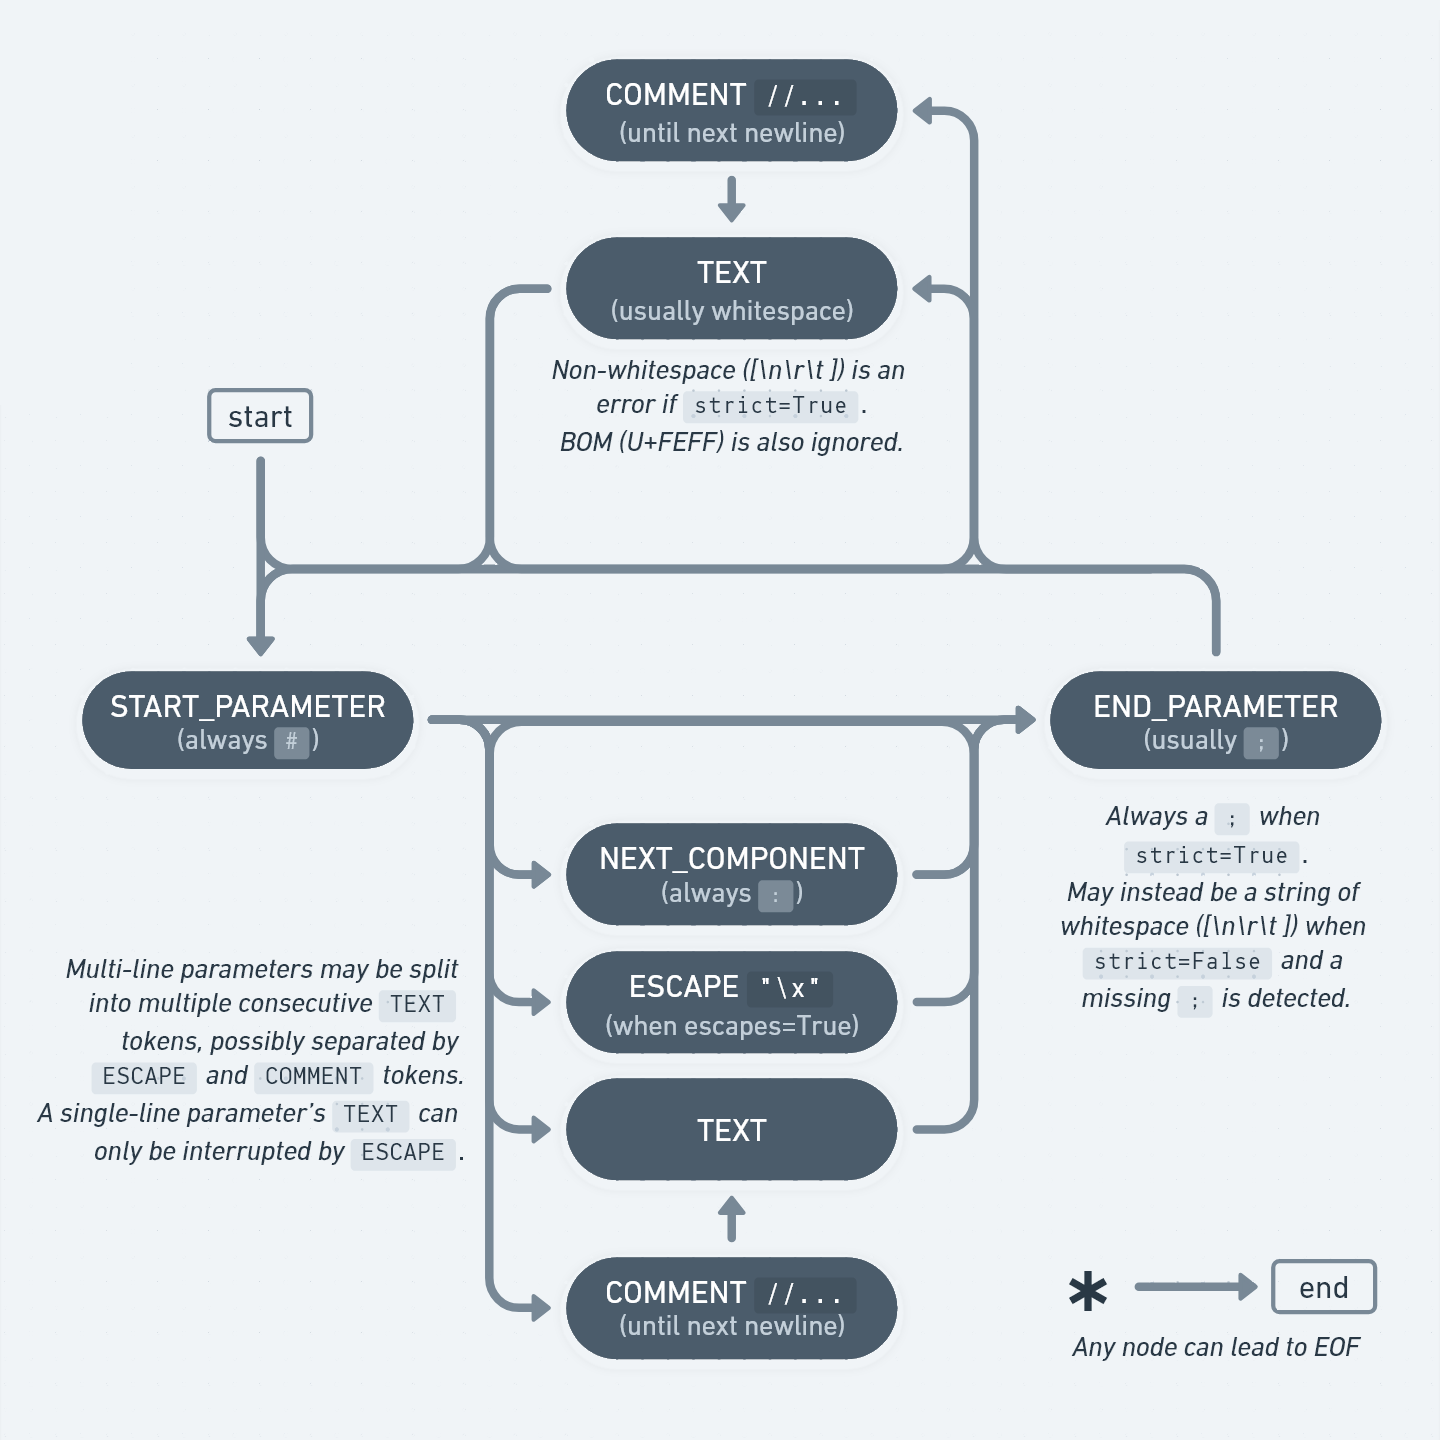 COMMENT //...
(until next newline)
TEXT
(usually whitespace)
Non-whitespace ([\n\r\t ]) is an
error if strict=True.
BOM (U+FEFF) is also ignored.
start
START_PARAMETER
(always #)
END_PARAMETER
(usually ;)
Always a ; when
strict=True.
May instead be a string of
whitespace ([\n\r\t ]) when
strict=False and a
missing ; is detected.
NEXT_COMPONENT
(always :)
ESCAPE "\x"
(when escapes=True)
TEXT
COMMENT //...
(until next newline)
Multi-line parameters may be split
into multiple consecutive TEXT
tokens, possibly separated by
ESCAPE and COMMENT tokens.
A single-line parameter’s TEXT can
only be interrupted by ESCAPE.
* end
Any node can lead to EOF